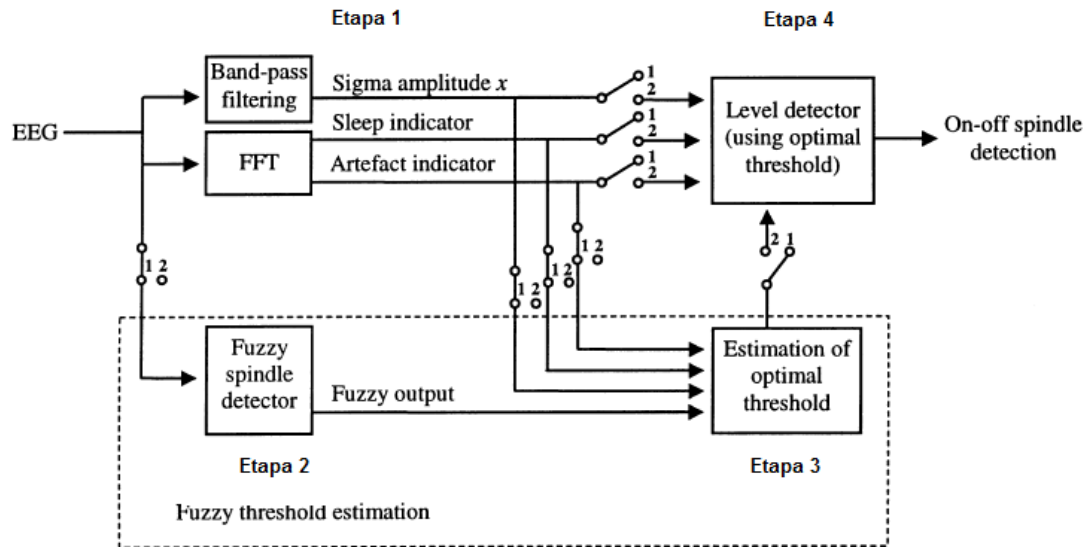 Etapa 1
Etapa 4
Band-pass
filtering
Sigma amplitude x
1
2
EEG
FFT
Sleep indicator
1
2
Artefact indicator
1
2
Level detector
(using optimal
threshold)
On-off spindle
detection
1 2
1 2
1 2
1 2
2 1
Fuzzy
spindle
detector
Fuzzy output
Estimation of
optimal
threshold
Etapa 2
Etapa 3
Fuzzy threshold estimation